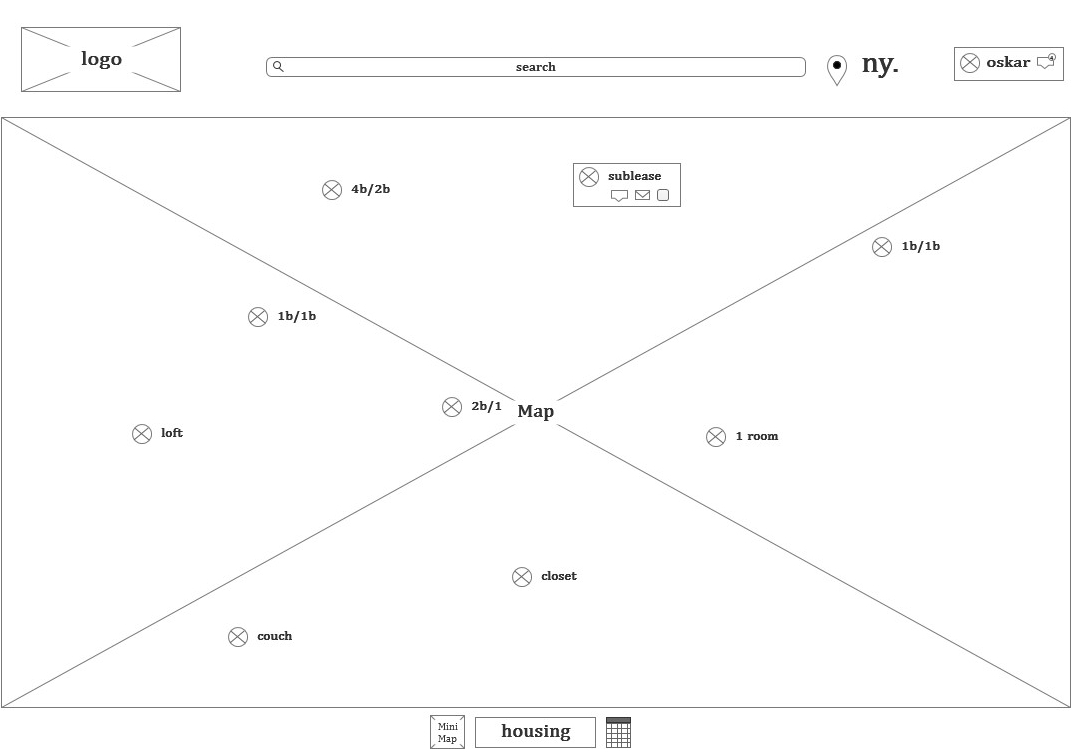 logo
search
ny.
oskar
4b/2b
sublease
1b/1b
1b/1b
2b/1
Map
loft
1 room
closet
couch
Mini
Map
housing